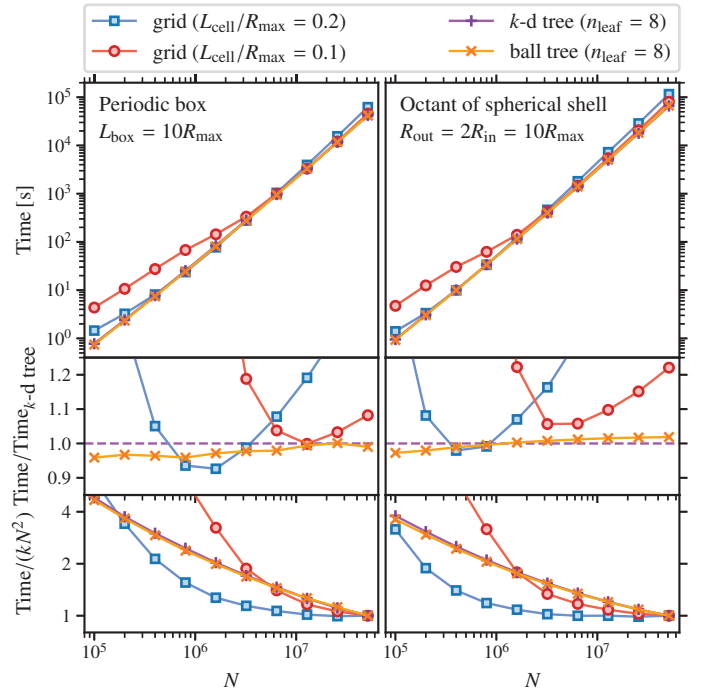 grid (L_cell/R_max = 0.2)
grid (L_cell/R_max = 0.1)
k-d tree (n_leaf = 8)
ball tree (n_leaf = 8)
Periodic box
L_box = 10R_max
Octant of spherical shell
R_out = 2R_in = 10R_max
Time [s]
10^5
10^4
10^3
10^2
10^1
10^0
Time/Time_k-d tree
1.2
1.1
1.0
0.9
Time/(kN^2)
4
2
1
10^5 10^6 10^7
10^5 10^6 10^7
N
N